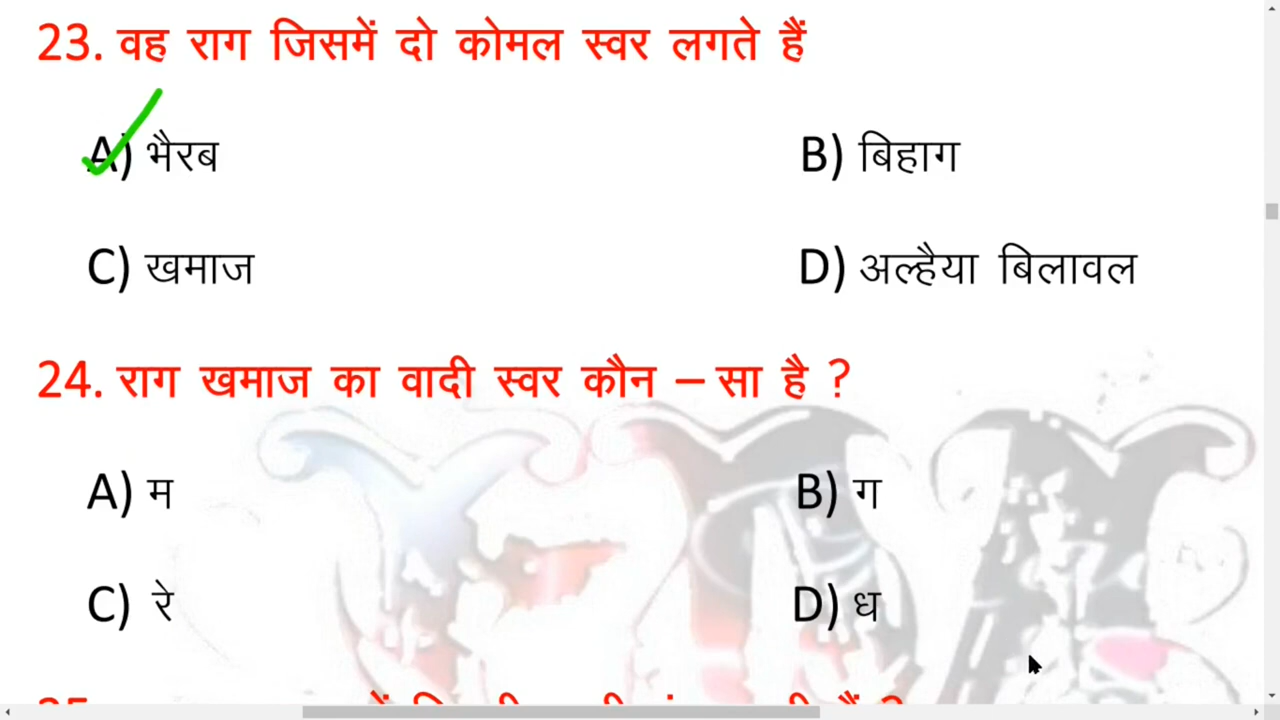 23. वह राग जिसमें दो कोमल स्वर लगते हैं
A) भैरब B) बिहाग
C) खमाज D) अल्हैया बिलावल
24. राग खमाज का वादी स्वर कौन – सा है ?
A) म B) ग
C) रे D) ध